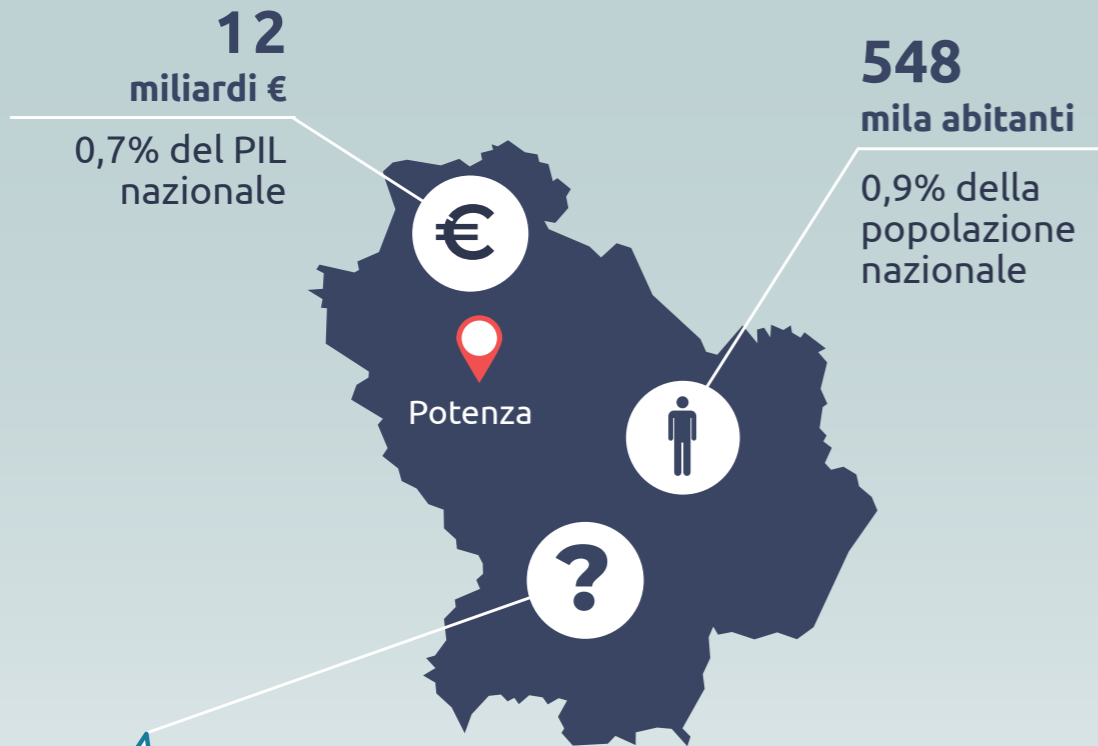 12
miliardi €
0,7% del PIL
nazionale
548
mila abitanti
0,9% della
popolazione
nazionale
€
Potenza
?